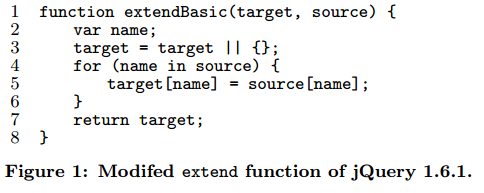 1 function extendBasic(target, source) {
2     var name;
3     target = target || {};
4     for (name in source) {
5         target[name] = source[name];
6     }
7     return target;
8 }
Figure 1: Modifed extend function of jQuery 1.6.1.